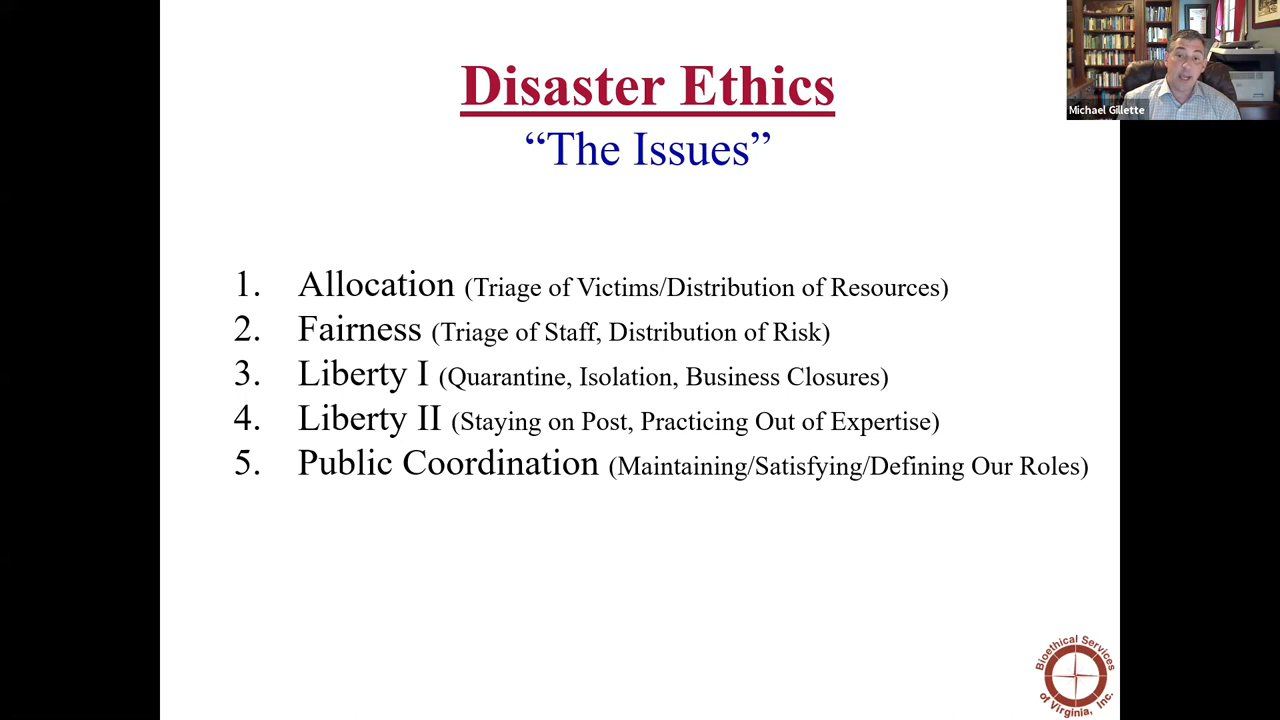 Disaster Ethics
“The Issues”
Michael Gillette
1. Allocation (Triage of Victims/Distribution of Resources)
2. Fairness (Triage of Staff, Distribution of Risk)
3. Liberty I (Quarantine, Isolation, Business Closures)
4. Liberty II (Staying on Post, Practicing Out of Expertise)
5. Public Coordination (Maintaining/Satisfying/Defining Our Roles)
Bioethical Services
of Virginia, Inc.